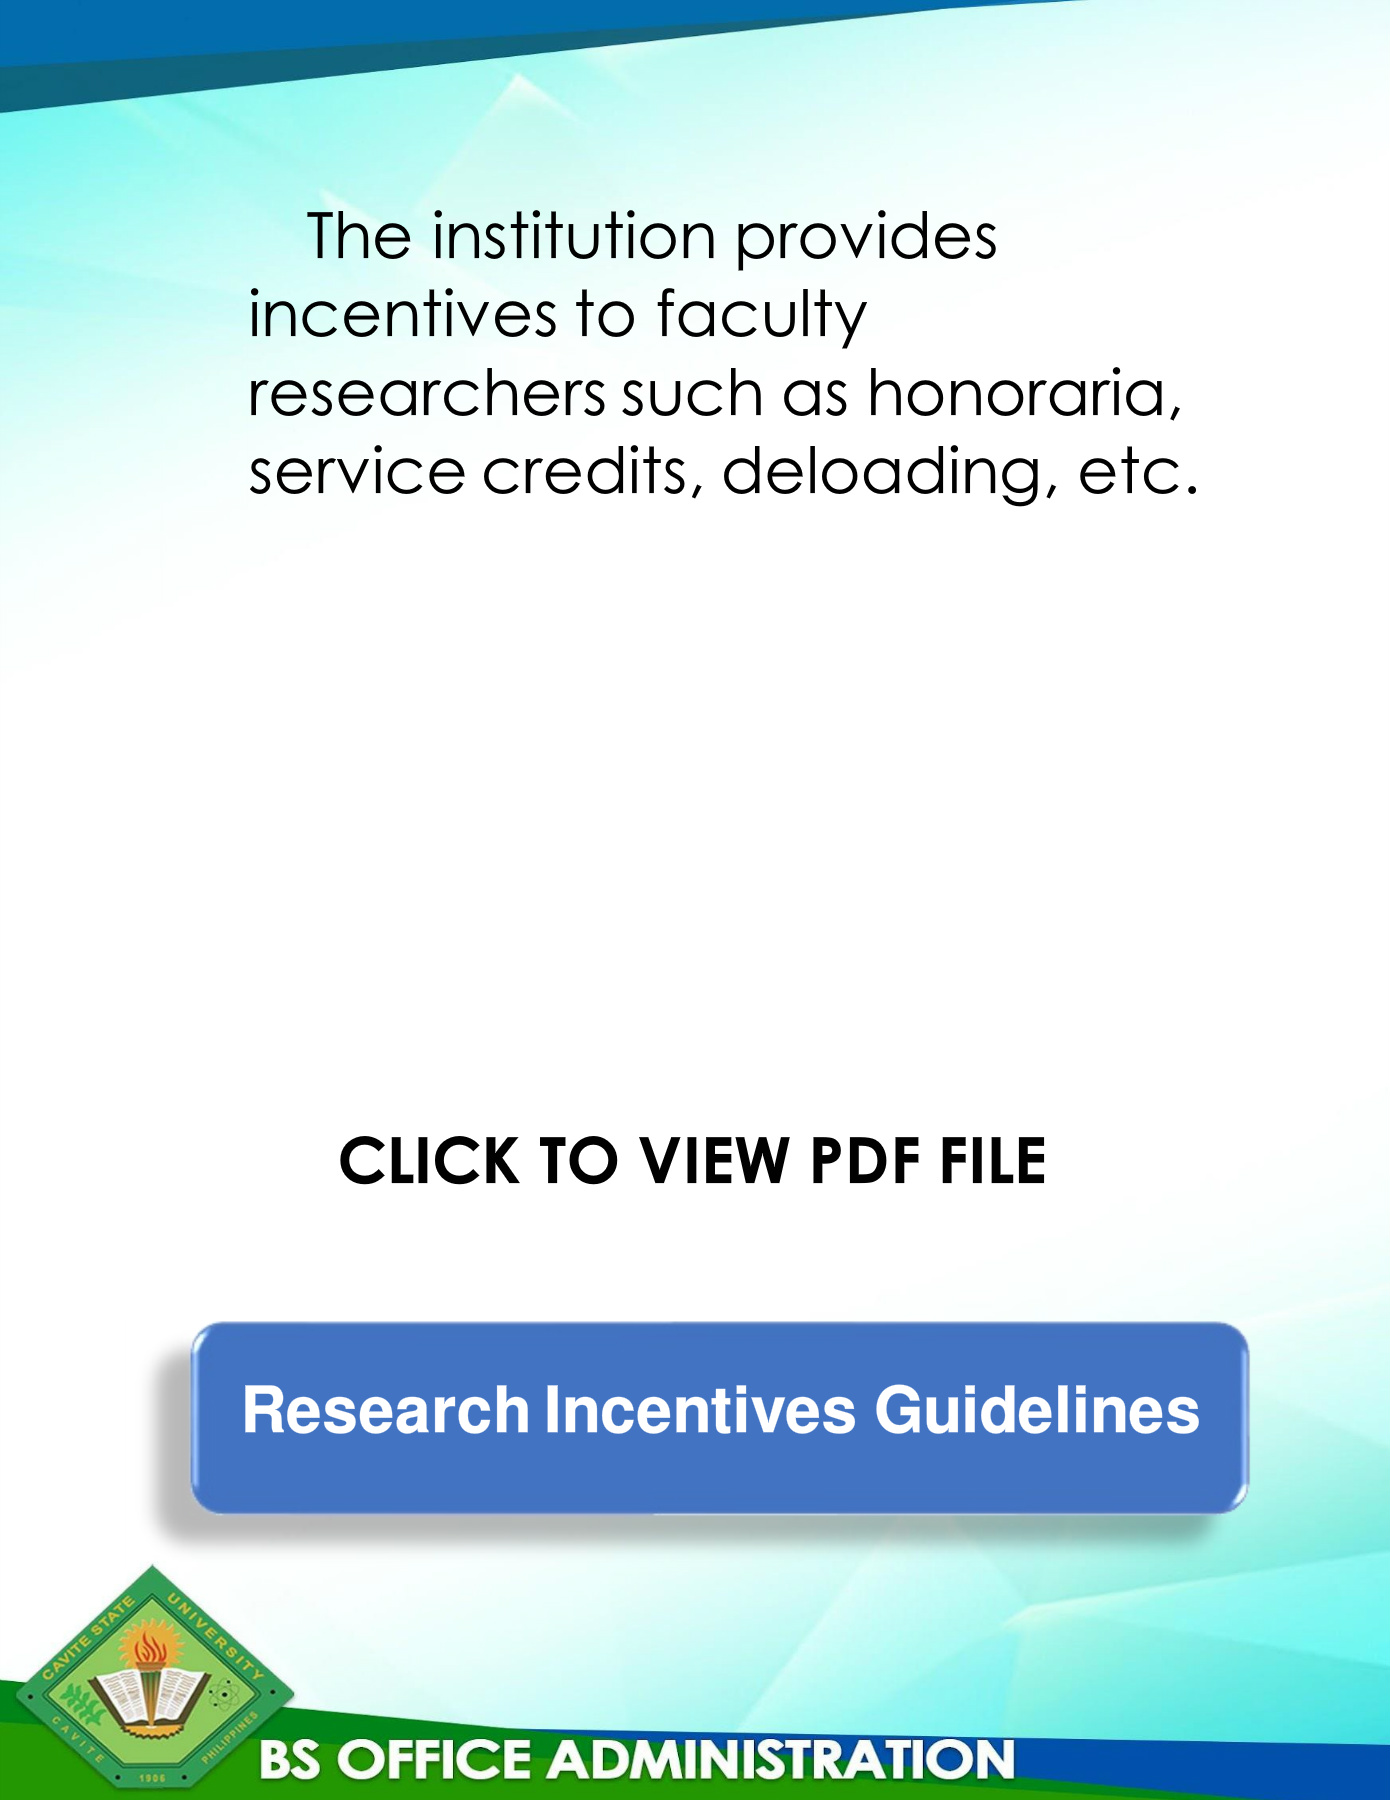 The institution provides
incentives to faculty
researchers such as honoraria,
service credits, deloading, etc.
CLICK TO VIEW PDF FILE
Research Incentives Guidelines
CAVITE STATE UNIVERSITY
CAVITE
PHILIPPINES
1906
BS OFFICE ADMINISTRATION